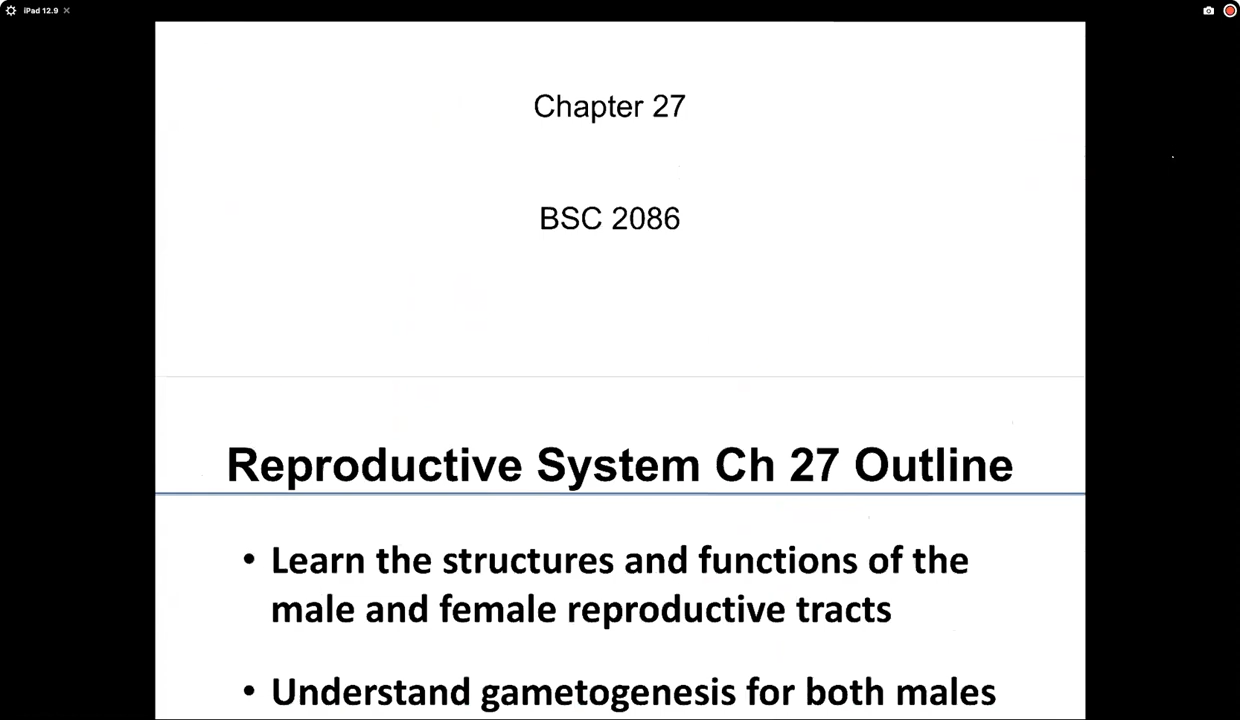 iPad 12.9
Chapter 27
BSC 2086
Reproductive System Ch 27 Outline
• Learn the structures and functions of the
male and female reproductive tracts
• Understand gametogenesis for both males